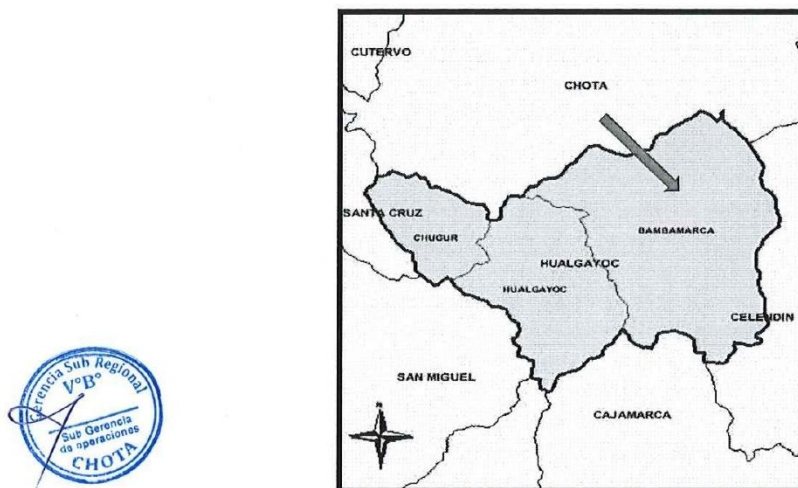 CUTERVO
CHOTA
SANTA CRUZ
CHUGUR
BAMBAMARCA
HUALGAYOC
HUALGAYOC
CELENDIN
SAN MIGUEL
CAJAMARCA
N
Gerencia Sub Regional
V°B°
Sub Gerencia
de operaciones
CHOTA